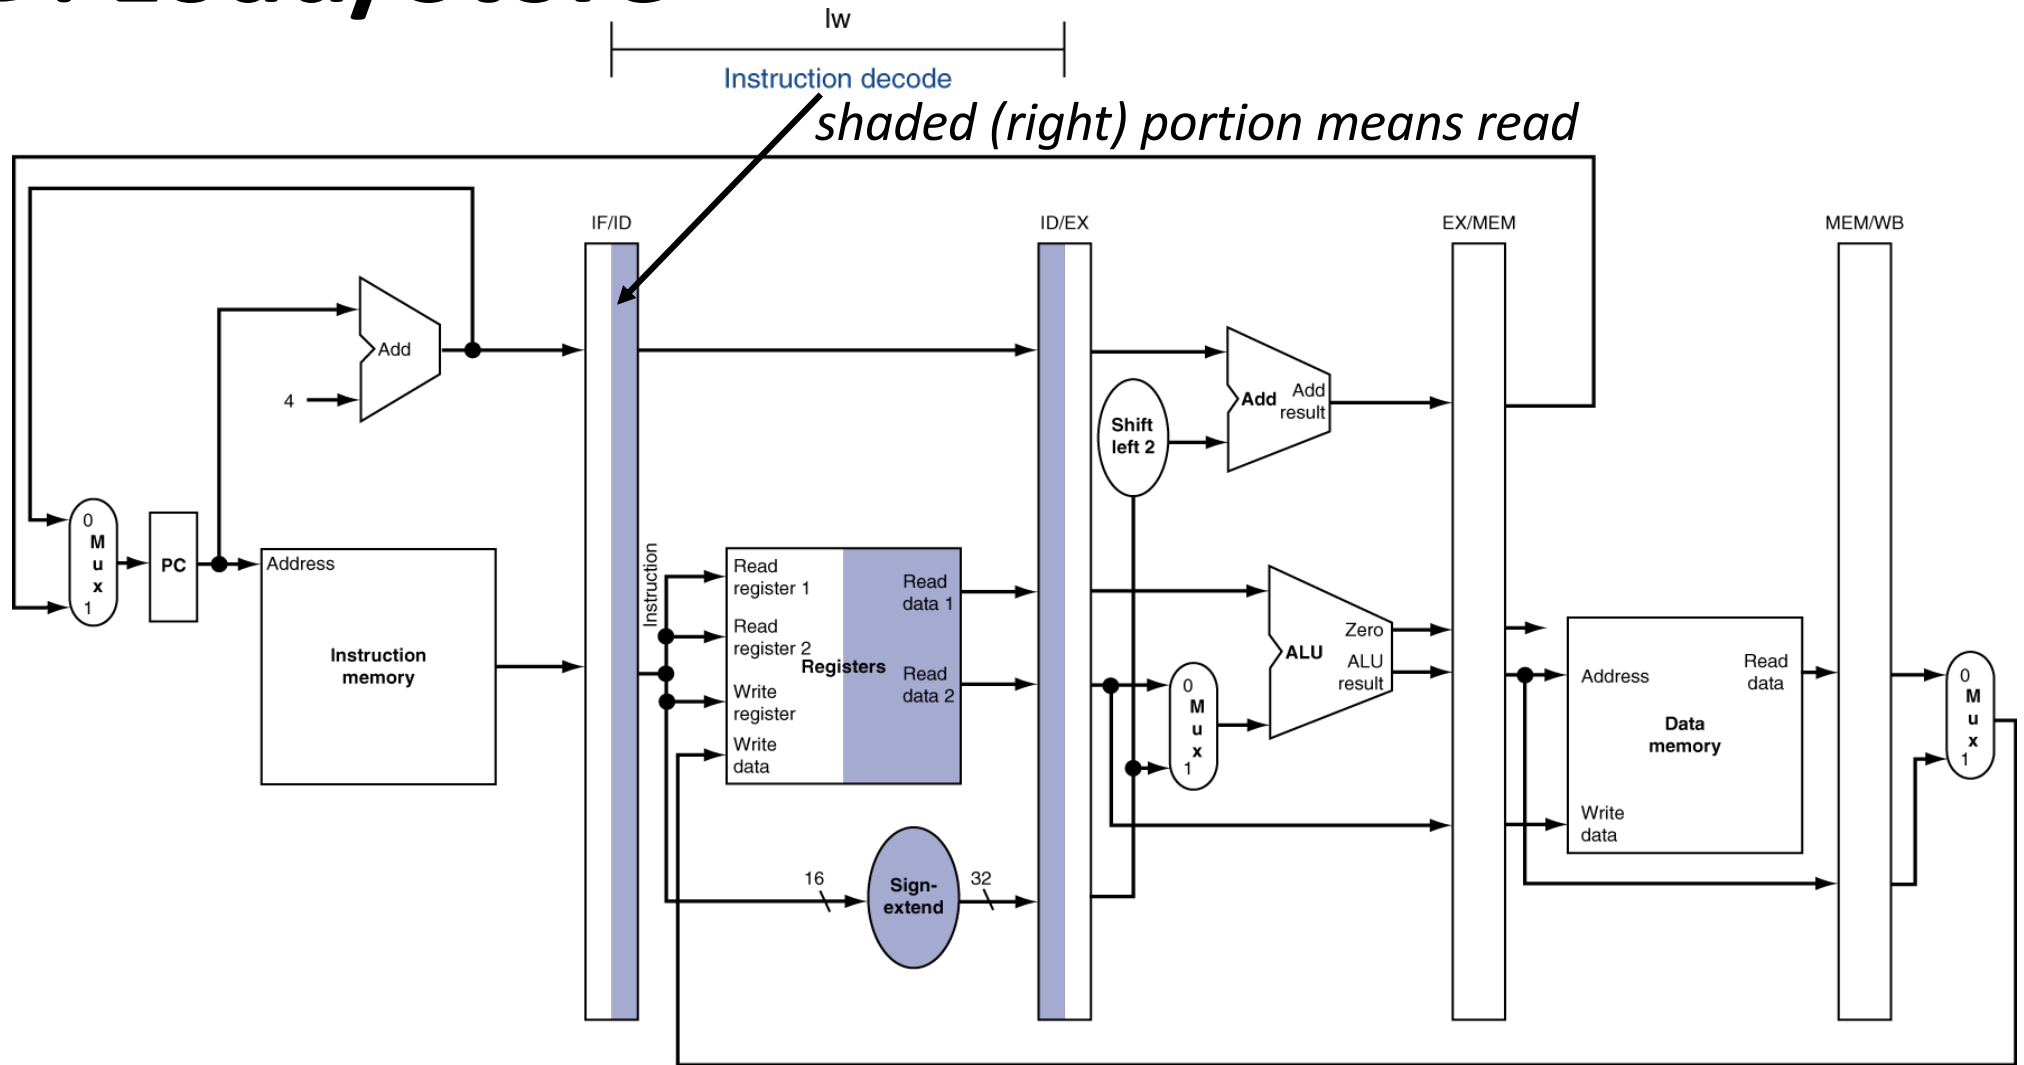 lw
Instruction decode
shaded (right) portion means read
IF/ID
ID/EX
EX/MEM
MEM/WB
Add
4
Add
Add
result
Shift
left 2
0
M
u
x
1
PC
Address
Instruction
memory
Instruction
Read
register 1
Read
register 2
Registers
Write
register
Write
data
Read
data 1
Read
data 2
16
Sign-
extend
32
0
M
u
x
1
ALU
Zero
ALU
result
Address
Read
data
Data
memory
Write
data
0
M
u
x
1